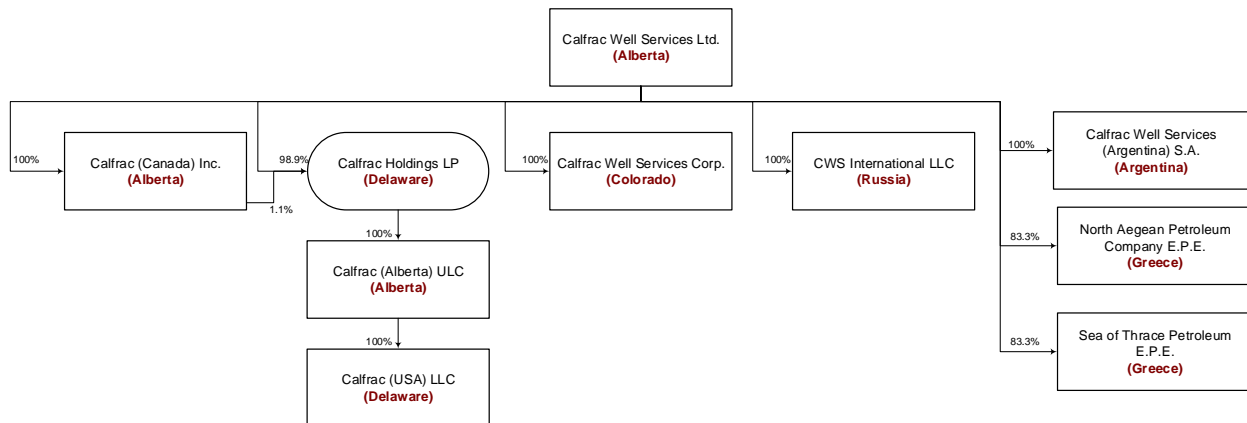 Calfrac Well Services Ltd.
(Alberta)
100%
Calfrac (Canada) Inc.
(Alberta)
1.1%
98.9%
Calfrac Holdings LP
(Delaware)
100%
Calfrac Well Services Corp.
(Colorado)
100%
CWS International LLC
(Russia)
100%
Calfrac Well Services
(Argentina) S.A.
(Argentina)
83.3%
North Aegean Petroleum
Company E.P.E.
(Greece)
83.3%
Sea of Thrace Petroleum
E.P.E.
(Greece)
100%
Calfrac (Alberta) ULC
(Alberta)
100%
Calfrac (USA) LLC
(Delaware)